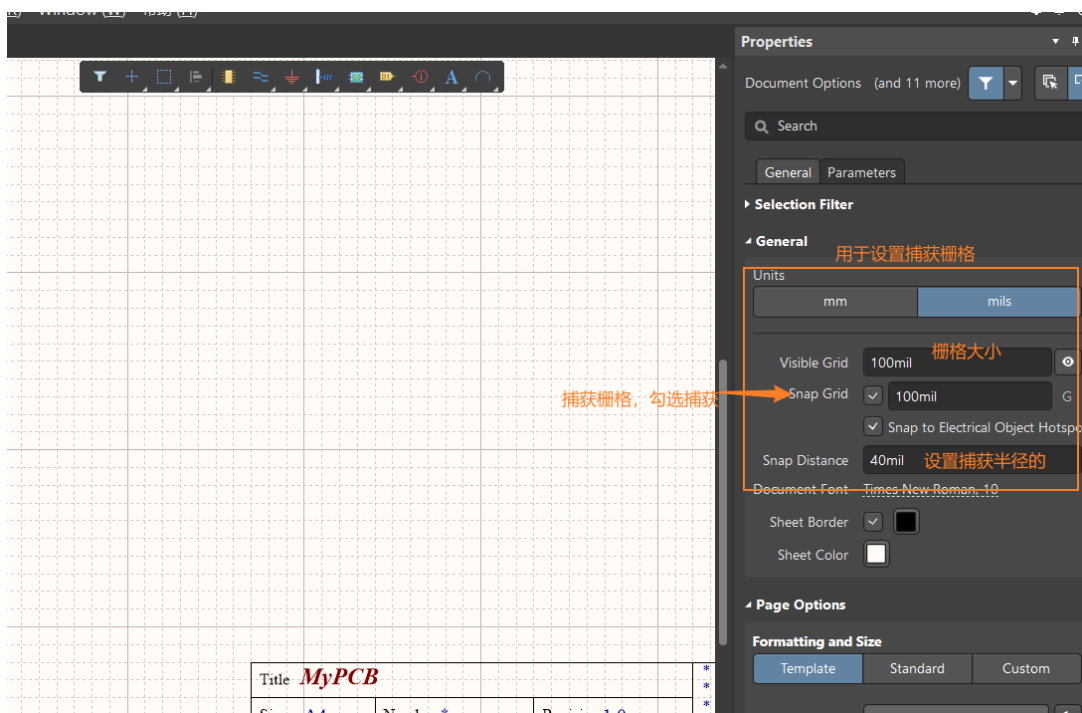 Window (W) 帮助 (H)
Properties
Document Options (and 11 more)
Search
General Parameters
Selection Filter
General
用于设置捕获栅格
Units
mm mils
Visible Grid 100mil 栅格大小
捕获栅格，勾选捕获 Snap Grid 100mil G
Snap to Electrical Object Hotspo
Snap Distance 40mil 设置捕获半径的
Document Font Times New Roman, 10
Sheet Border
Sheet Color
Page Options
Formatting and Size
Template Standard Custom
Title MyPCB
*
*
*